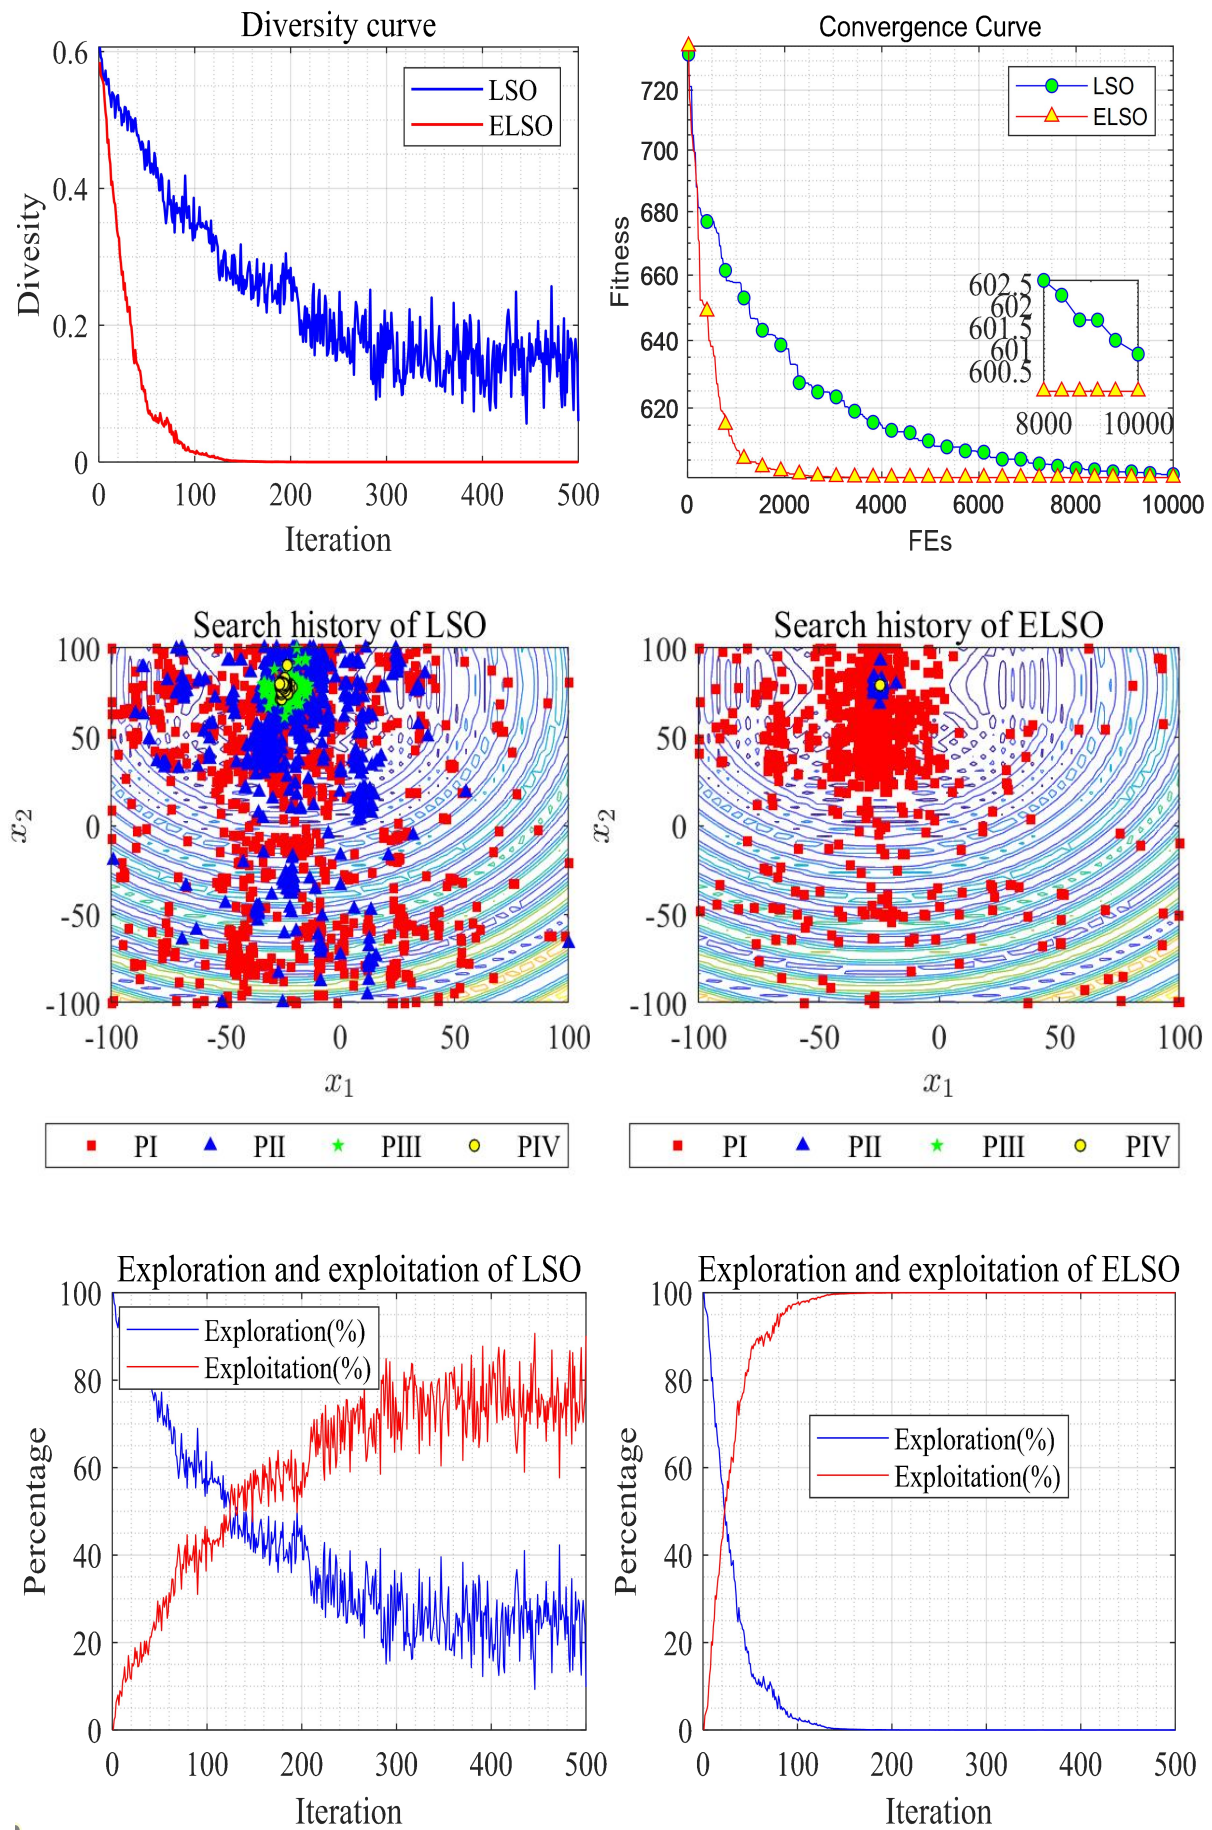 Diversity curve
0.6
0.4
0.2
0
LSO
ELSO
Divesity
0 100 200 300 400 500
Iteration
Convergence Curve
720
700
680
660
640
620
LSO
ELSO
Fitness
602.5
602
601.5
601
600.5
8000 10000
0 2000 4000 6000 8000 10000
FEs
Search history of LSO
100
50
0
-50
-100
x2
-100 -50 0 50 100
x1
PI PII PIII PIV
Search history of ELSO
100
50
0
-50
-100
x2
-100 -50 0 50 100
x1
PI PII PIII PIV
Exploration and exploitation of LSO
100
80
60
40
20
0
Exploration(%)
Exploitation(%)
Percentage
0 100 200 300 400 500
Iteration
Exploration and exploitation of ELSO
100
80
60
40
20
0
Exploration(%)
Exploitation(%)
Percentage
0 100 200 300 400 500
Iteration